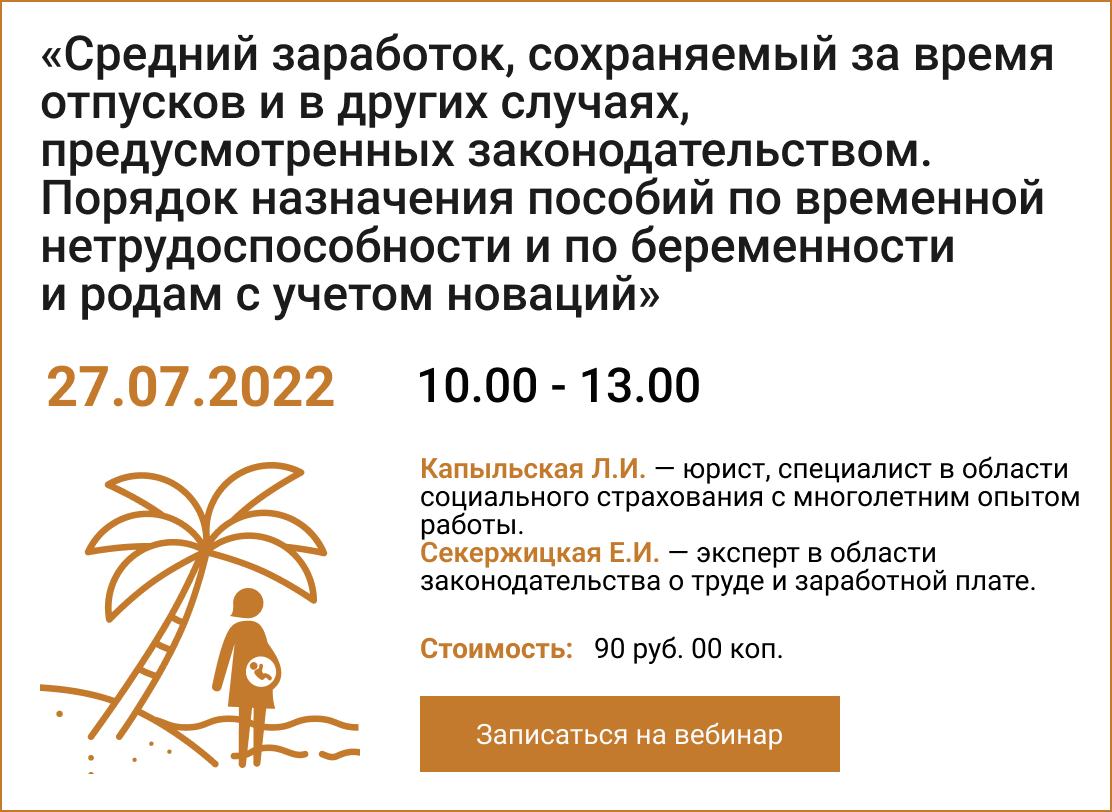 «Средний заработок, сохраняемый за время
отпусков и в других случаях,
предусмотренных законодательством.
Порядок назначения пособий по временной
нетрудоспособности и по беременности
и родам с учетом новаций»
27.07.2022
10.00 - 13.00
Капыльская Л.И. — юрист, специалист в области
социального страхования с многолетним опытом
работы.
Секержицкая Е.И. — эксперт в области
законодательства о труде и заработной плате.
Стоимость: 90 руб. 00 коп.
Записаться на вебинар